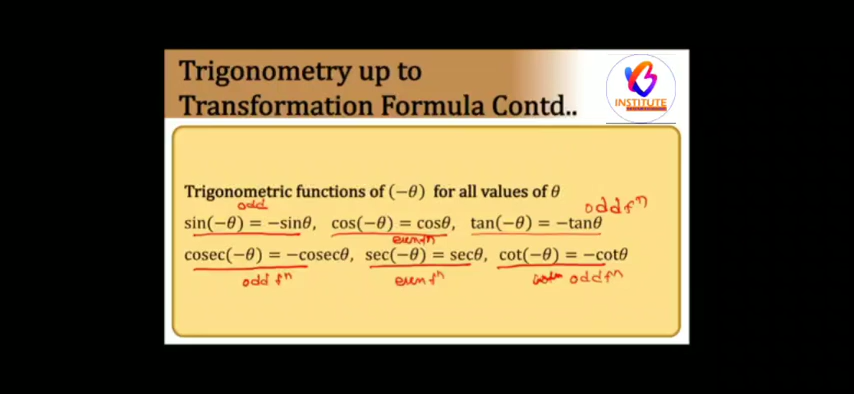 Trigonometry up to
Transformation Formula Contd..
INSTITUTE
Trigonometric functions of (−θ) for all values of θ
odd
odd fⁿ
sin(−θ) = −sinθ, cos(−θ) = cosθ, tan(−θ) = −tanθ
even fⁿ
cosec(−θ) = −cosecθ, sec(−θ) = secθ, cot(−θ) = −cotθ
odd fⁿ even fⁿ odd fⁿ